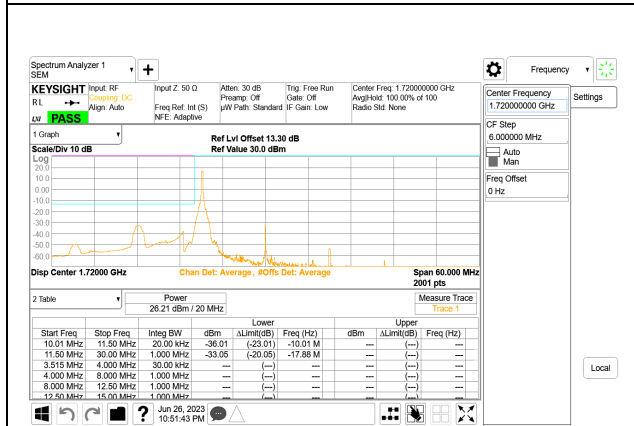 Spectrum Analyzer 1
SEM
Frequency
KEYSIGHT
Input: RF
Input Z: 50 Ω
Atten: 30 dB
Trig: Free Run
Center Freq: 1.720000000 GHz
Coupling: DC
Preamp: Off
Gate: Off
Avg|Hold: 100.00% of 100
R L
Align: Auto
Freq Ref: Int (S)
µW Path: Standard
IF Gain: Low
Radio Std: None
LXI
PASS
NFE: Adaptive
Center Frequency
1.720000000 GHz
Settings
CF Step
6.000000 MHz
Auto
Man
Freq Offset
0 Hz
1 Graph
Ref Lvl Offset 13.30 dB
Scale/Div 10 dB
Ref Value 30.0 dBm
Log
20.0
10.0
0.00
-10.0
-20.0
-30.0
-40.0
-50.0
-60.0
Disp Center 1.72000 GHz
Chan Det: Average, #Offs Det: Average
Span 60.000 MHz
2001 pts
2 Table
Power
26.21 dBm / 20 MHz
Measure Trace
Trace 1
Lower
Upper
Start Freq Stop Freq Integ BW dBm ΔLimit(dB) Freq (Hz) dBm ΔLimit(dB) Freq (Hz)
10.01 MHz 11.50 MHz 20.00 kHz -36.01 (-23.01) -10.01 M --- (---) ---
11.50 MHz 30.00 MHz 1.000 MHz -33.05 (-20.05) -17.88 M --- (---) ---
3.515 MHz 4.000 MHz 30.00 kHz --- (---) --- --- (---) ---
4.000 MHz 8.000 MHz 1.000 MHz --- (---) --- --- (---) ---
8.000 MHz 12.50 MHz 1.000 MHz --- (---) --- --- (---) ---
12.50 MHz 15.00 MHz 1.000 MHz --- (---) --- --- (---) ---
Local
?
Jun 26, 2023
10:51:43 PM